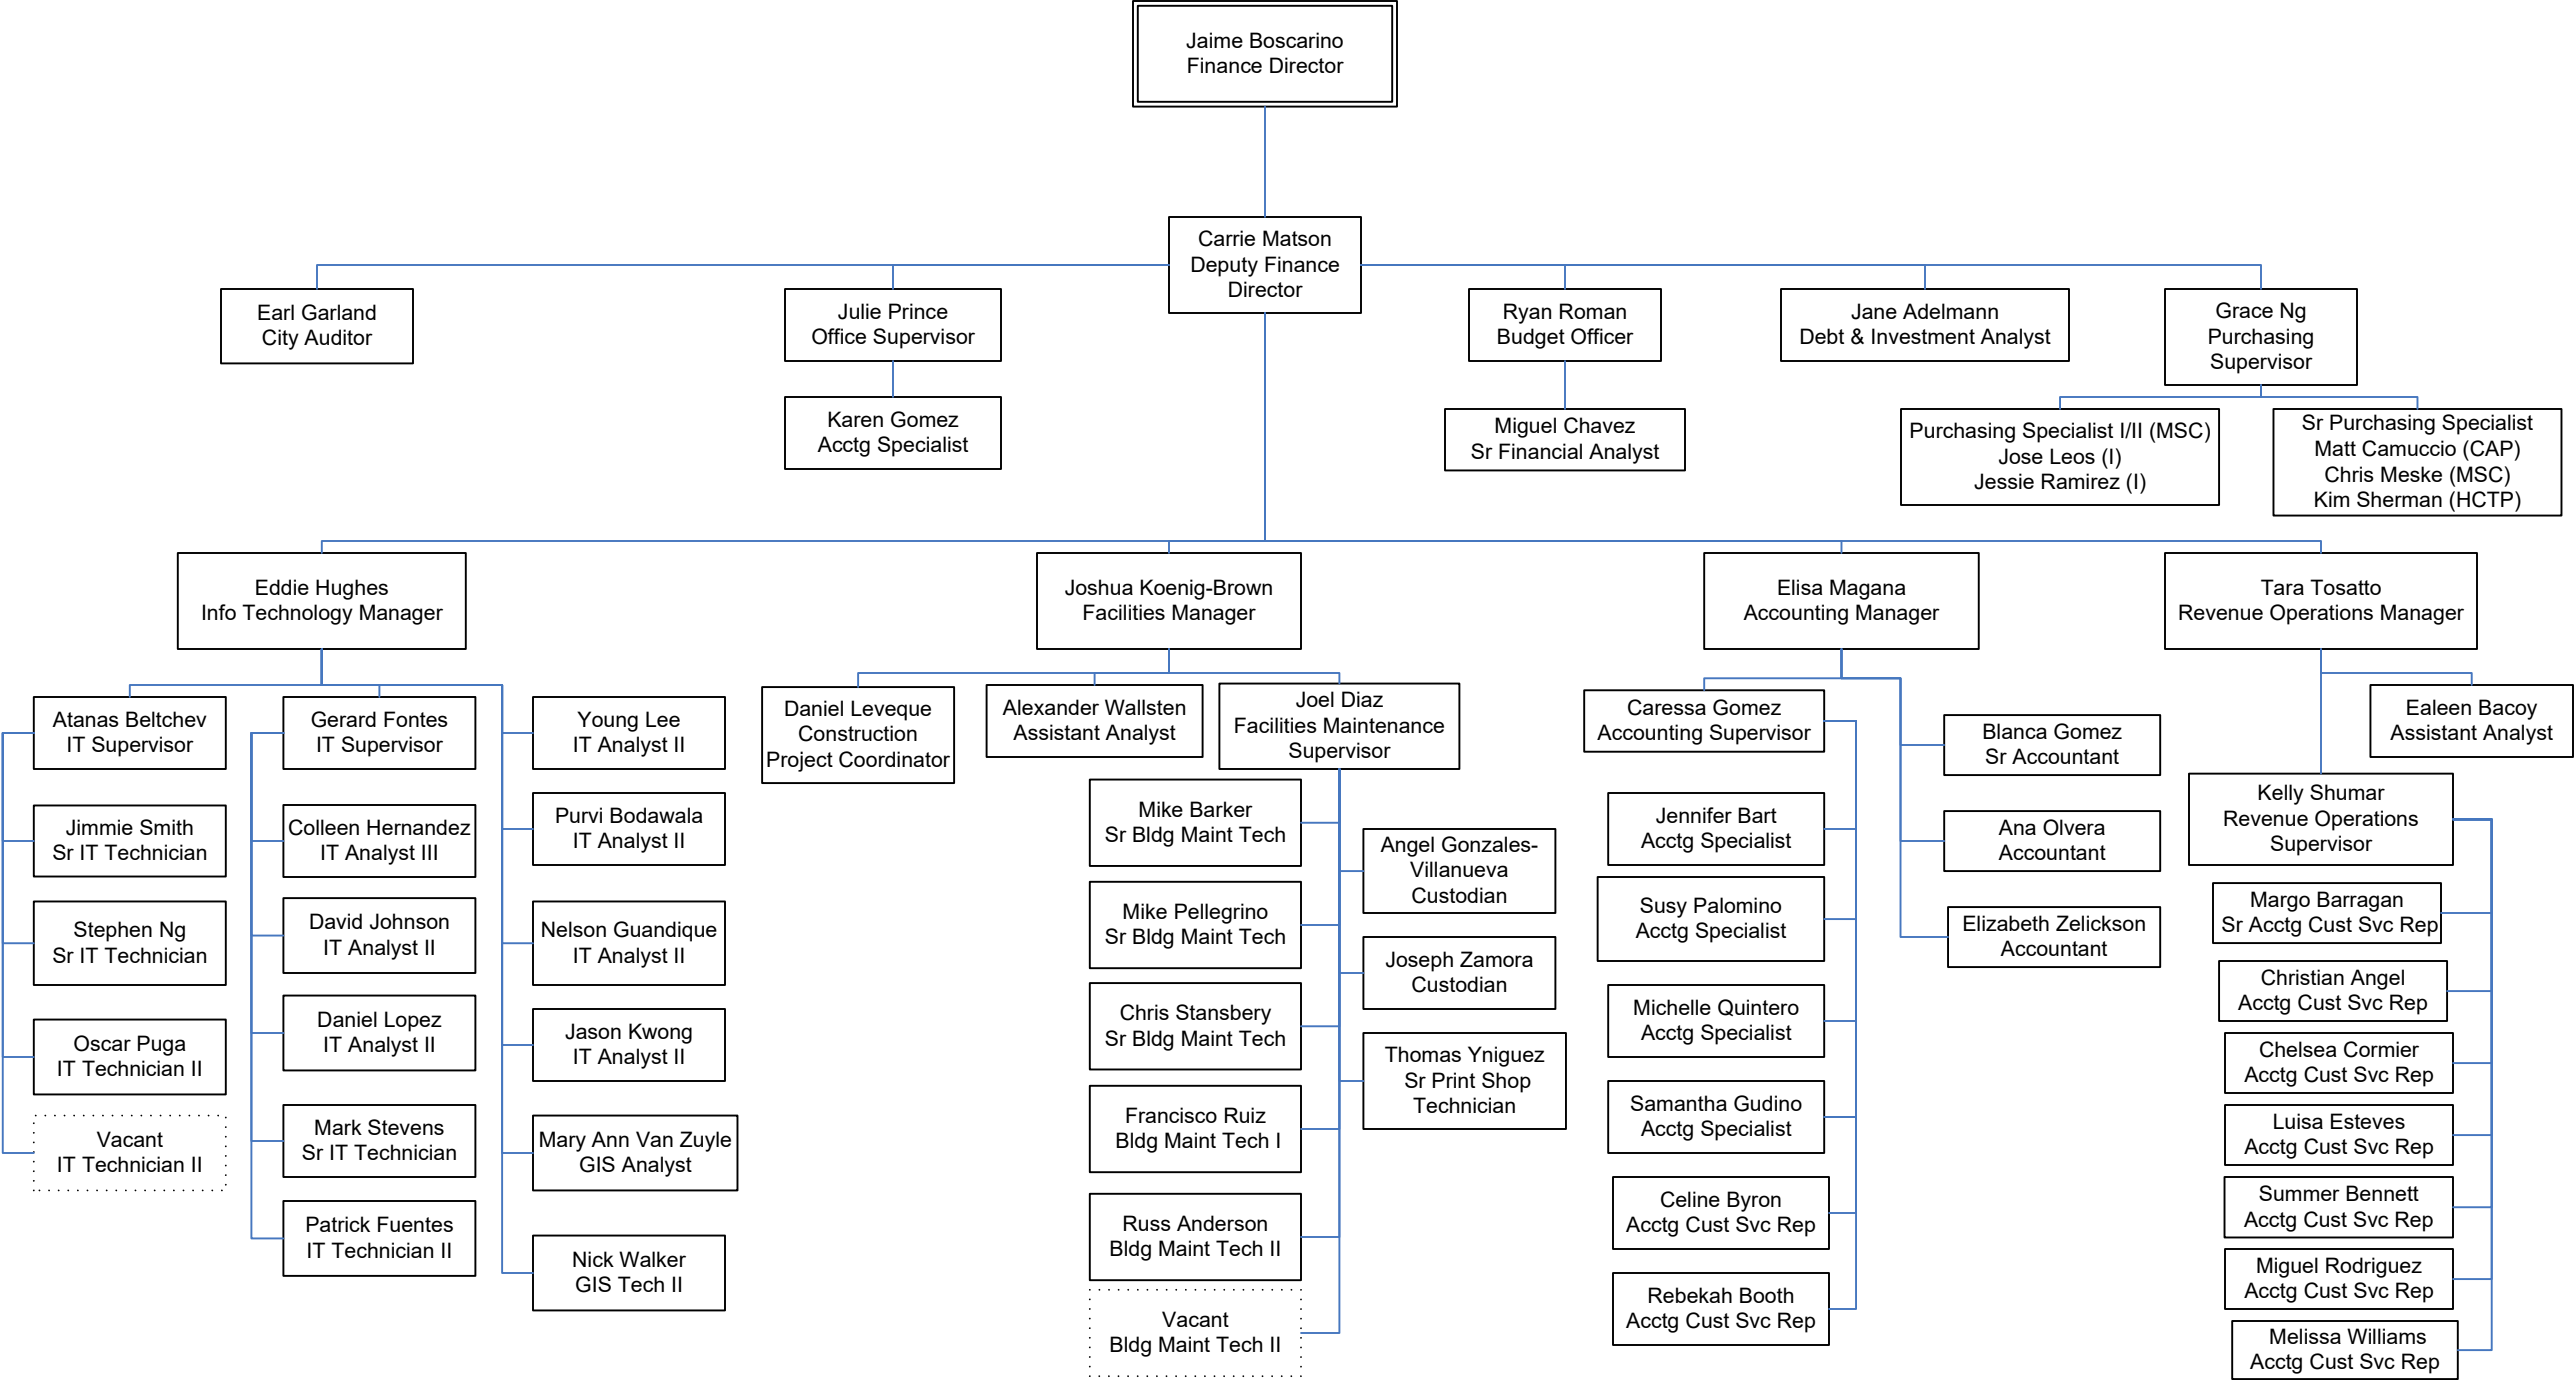 Jaime Boscarino
Finance Director
Carrie Matson
Deputy Finance
Director
Earl Garland
City Auditor
Julie Prince
Office Supervisor
Karen Gomez
Acctg Specialist
Ryan Roman
Budget Officer
Miguel Chavez
Sr Financial Analyst
Jane Adelmann
Debt & Investment Analyst
Grace Ng
Purchasing
Supervisor
Purchasing Specialist I/II (MSC)
Jose Leos (I)
Jessie Ramirez (I)
Sr Purchasing Specialist
Matt Camuccio (CAP)
Chris Meske (MSC)
Kim Sherman (HCTP)
Eddie Hughes
Info Technology Manager
Atanas Beltchev
IT Supervisor
Jimmie Smith
Sr IT Technician
Stephen Ng
Sr IT Technician
Oscar Puga
IT Technician II
Vacant
IT Technician II
Gerard Fontes
IT Supervisor
Colleen Hernandez
IT Analyst III
David Johnson
IT Analyst II
Daniel Lopez
IT Analyst II
Mark Stevens
Sr IT Technician
Patrick Fuentes
IT Technician II
Young Lee
IT Analyst II
Purvi Bodawala
IT Analyst II
Nelson Guandique
IT Analyst II
Jason Kwong
IT Analyst II
Mary Ann Van Zuyle
GIS Analyst
Nick Walker
GIS Tech II
Joshua Koenig-Brown
Facilities Manager
Daniel Leveque
Construction
Project Coordinator
Alexander Wallsten
Assistant Analyst
Joel Diaz
Facilities Maintenance
Supervisor
Mike Barker
Sr Bldg Maint Tech
Mike Pellegrino
Sr Bldg Maint Tech
Chris Stansbery
Sr Bldg Maint Tech
Francisco Ruiz
Bldg Maint Tech I
Russ Anderson
Bldg Maint Tech II
Vacant
Bldg Maint Tech II
Angel Gonzales-
Villanueva
Custodian
Joseph Zamora
Custodian
Thomas Yniguez
Sr Print Shop
Technician
Elisa Magana
Accounting Manager
Caressa Gomez
Accounting Supervisor
Jennifer Bart
Acctg Specialist
Susy Palomino
Acctg Specialist
Michelle Quintero
Acctg Specialist
Samantha Gudino
Acctg Specialist
Celine Byron
Acctg Cust Svc Rep
Rebekah Booth
Acctg Cust Svc Rep
Blanca Gomez
Sr Accountant
Ana Olvera
Accountant
Elizabeth Zelickson
Accountant
Tara Tosatto
Revenue Operations Manager
Ealeen Bacoy
Assistant Analyst
Kelly Shumar
Revenue Operations
Supervisor
Margo Barragan
Sr Acctg Cust Svc Rep
Christian Angel
Acctg Cust Svc Rep
Chelsea Cormier
Acctg Cust Svc Rep
Luisa Esteves
Acctg Cust Svc Rep
Summer Bennett
Acctg Cust Svc Rep
Miguel Rodriguez
Acctg Cust Svc Rep
Melissa Williams
Acctg Cust Svc Rep